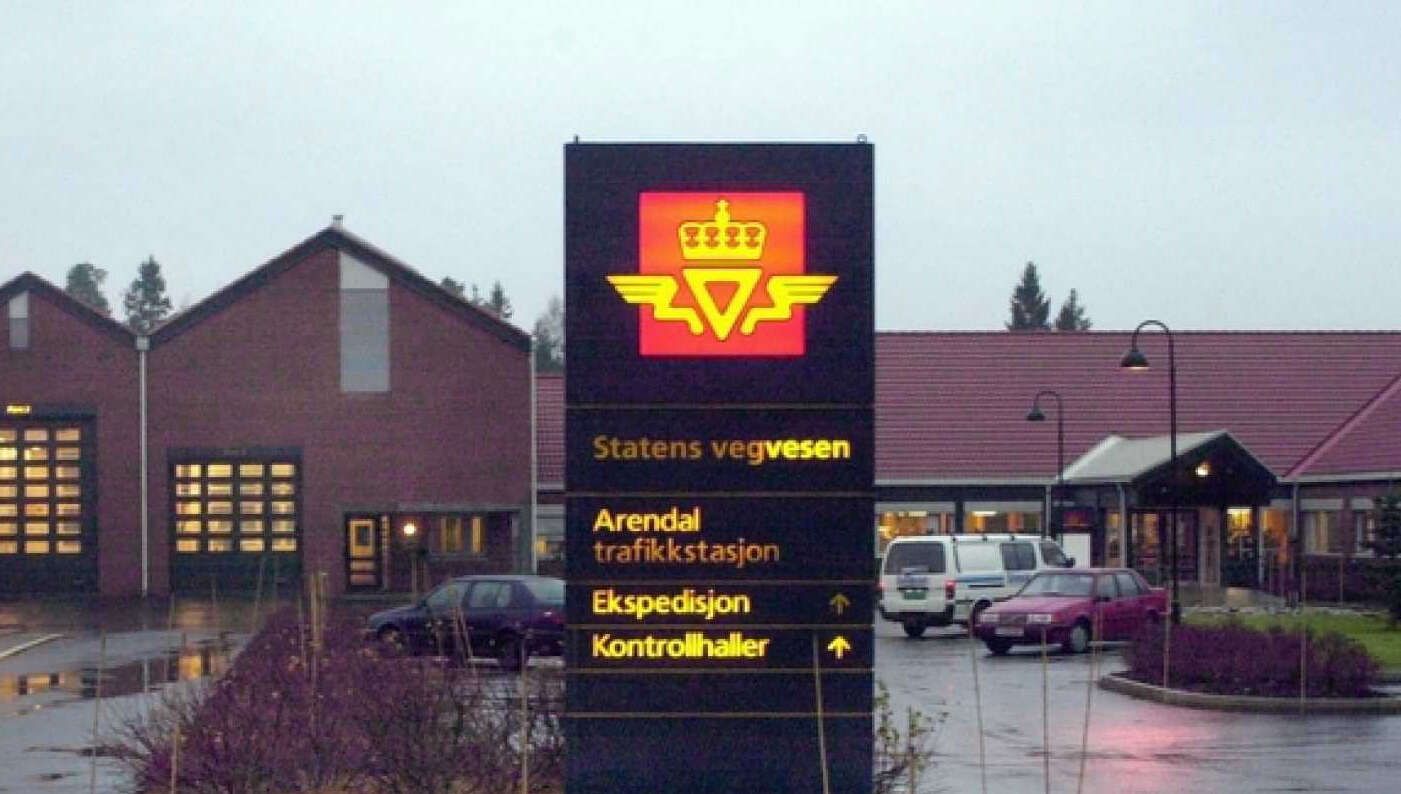 Statens vegvesen
Arendal
trafikkstasjon
Ekspedisjon
Kontrollhaller